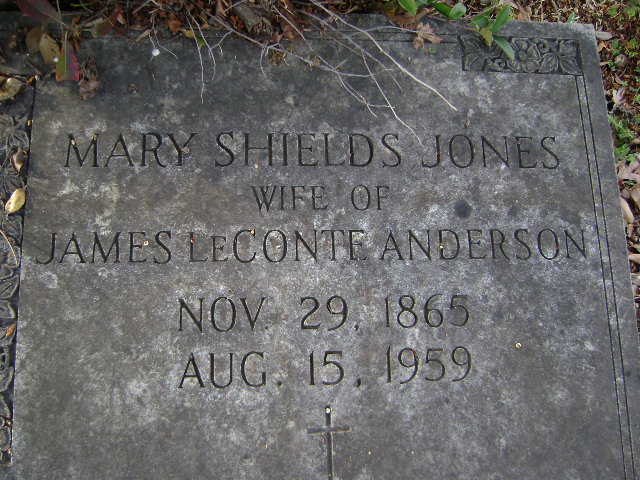 MARY SHIELDS JONES
WIFE OF
JAMES LECONTE ANDERSON
NOV. 29, 1865
AUG. 15, 1959